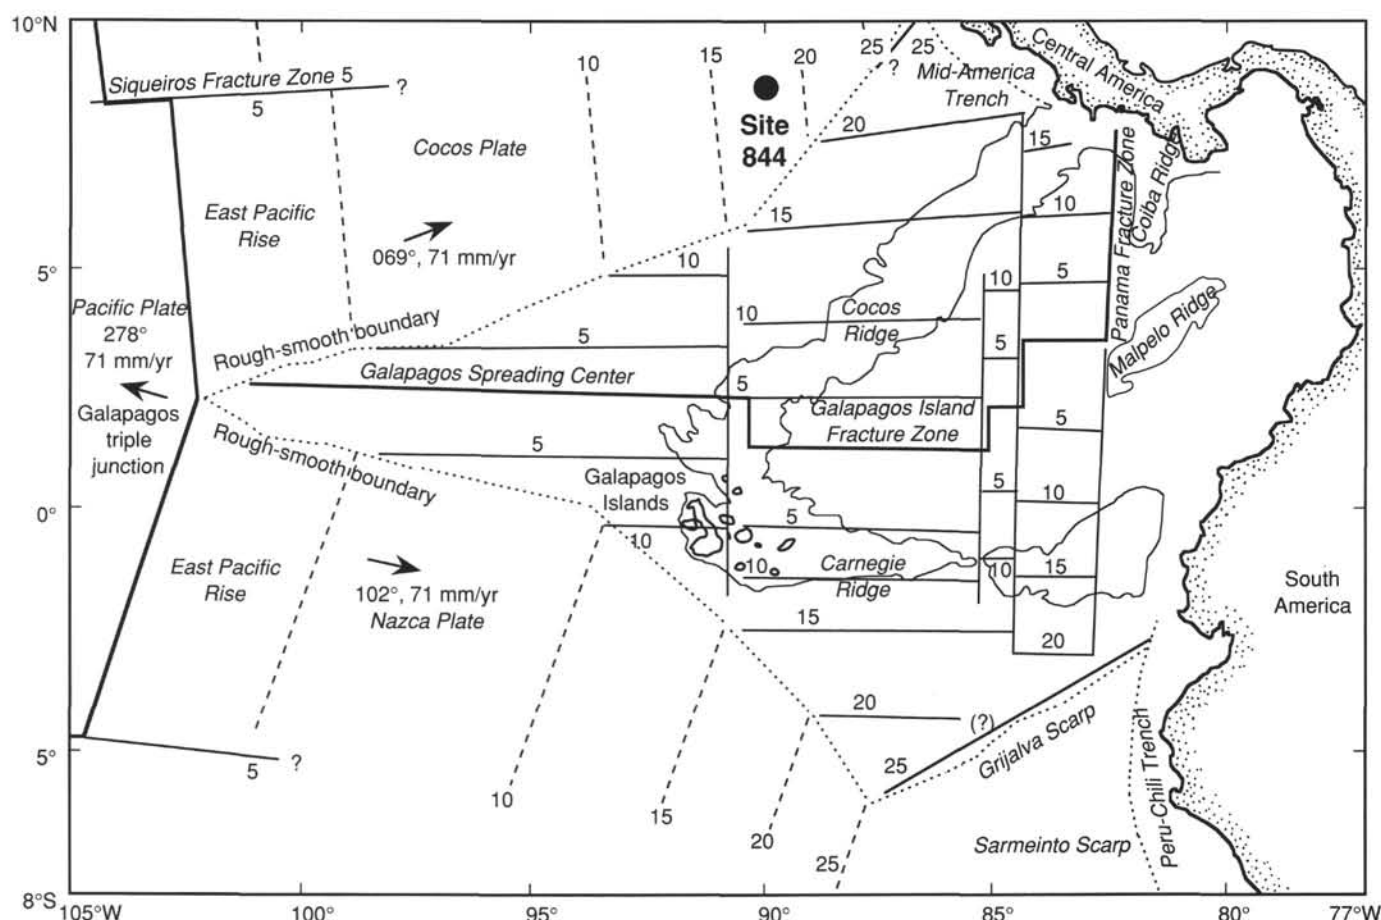 10°N
Siqueiros Fracture Zone 5
?
5
10
15
20
25
?
25
Mid-America
Trench
Central America
Site
844
20
15
Panama Fracture Zone
Coiba Ridge
Cocos Plate
East Pacific
Rise
069°, 71 mm/yr
15
10
5°
10
10
5
Pacific Plate
278°
71 mm/yr
Rough-smooth boundary
10
Cocos
Ridge
5
Malpelo Ridge
5
Galapagos Spreading Center
5
Galapagos
triple
junction
Galapagos Island
Fracture Zone
5
Rough-smooth boundary
5
Galapagos
Islands
5
10
0°
5
10
East Pacific
Rise
102°, 71 mm/yr
Nazca Plate
10
Carnegie
Ridge
10
15
South
America
15
20
20
(?)
25
Grijalva Scarp
Peru-Chili Trench
5°
5
?
10
15
20
25
Sarmeinto Scarp
8°S
105°W
100°
95°
90°
85°
80°
77°W